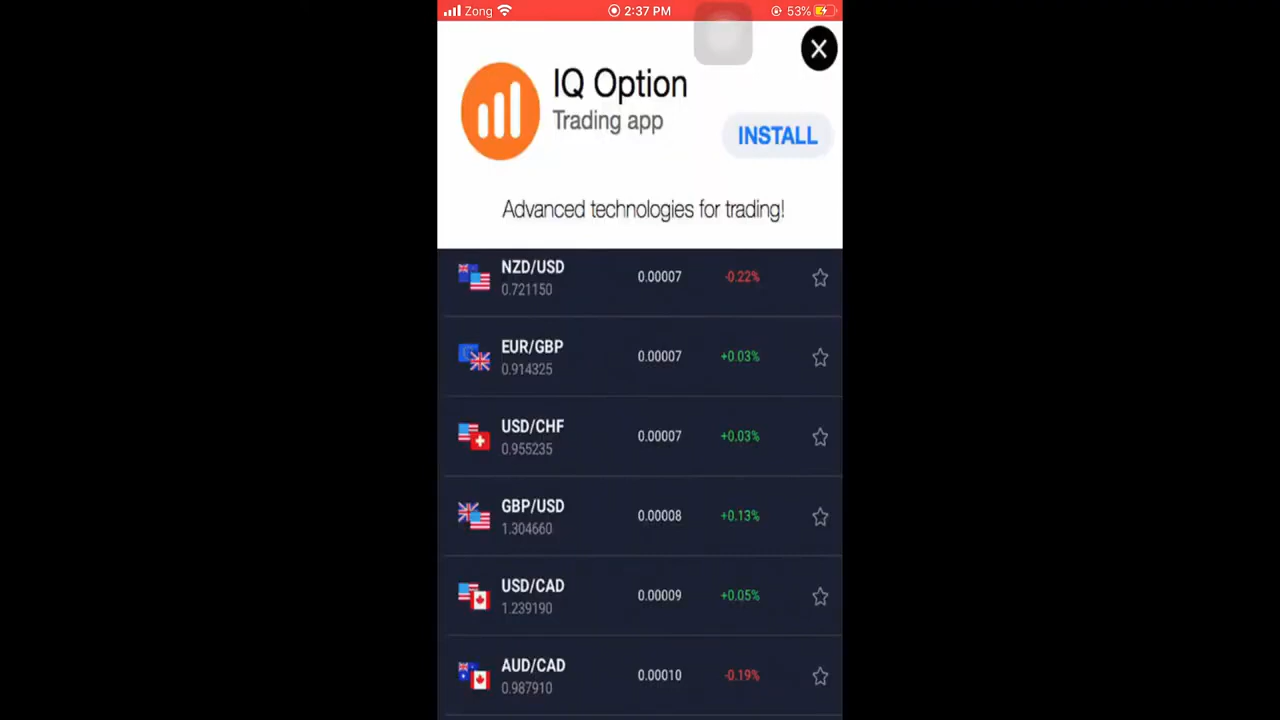 Zong 2:37 PM 53%
IQ Option
Trading app
INSTALL
Advanced technologies for trading!
NZD/USD 0.00007 -0.22%
0.721150
EUR/GBP 0.00007 +0.03%
0.914325
USD/CHF 0.00007 +0.03%
0.955235
GBP/USD 0.00008 +0.13%
1.304660
USD/CAD 0.00009 +0.05%
1.239190
AUD/CAD 0.00010 -0.19%
0.987910